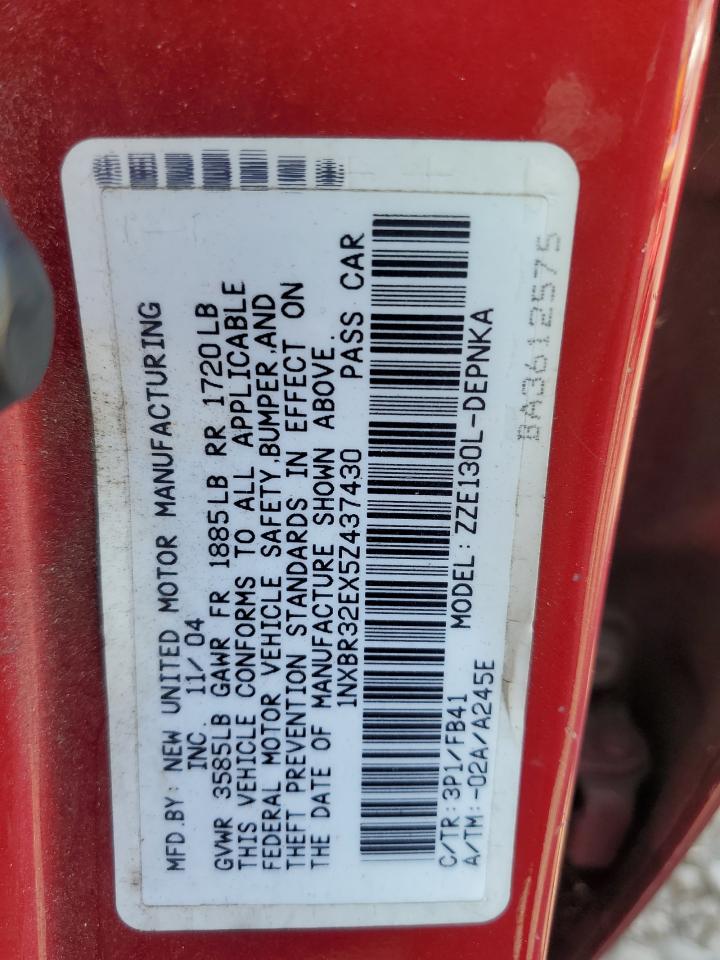 MFD.BY: NEW UNITED MOTOR MANUFACTURING
INC. 11/04
GVWR 3585LB GAWR FR 1885LB RR 1720LB
THIS VEHICLE CONFORMS TO ALL APPLICABLE
FEDERAL MOTOR VEHICLE SAFETY,BUMPER,AND
THEFT PREVENTION STANDARDS IN EFFECT ON
THE DATE OF MANUFACTURE SHOWN ABOVE.
1NXBR32EX5Z437430 PASS CAR
C/TR:3P1/FB41 MODEL:ZZE130L-DEPNKA
A/TM:-02A/A245E
BA3612575